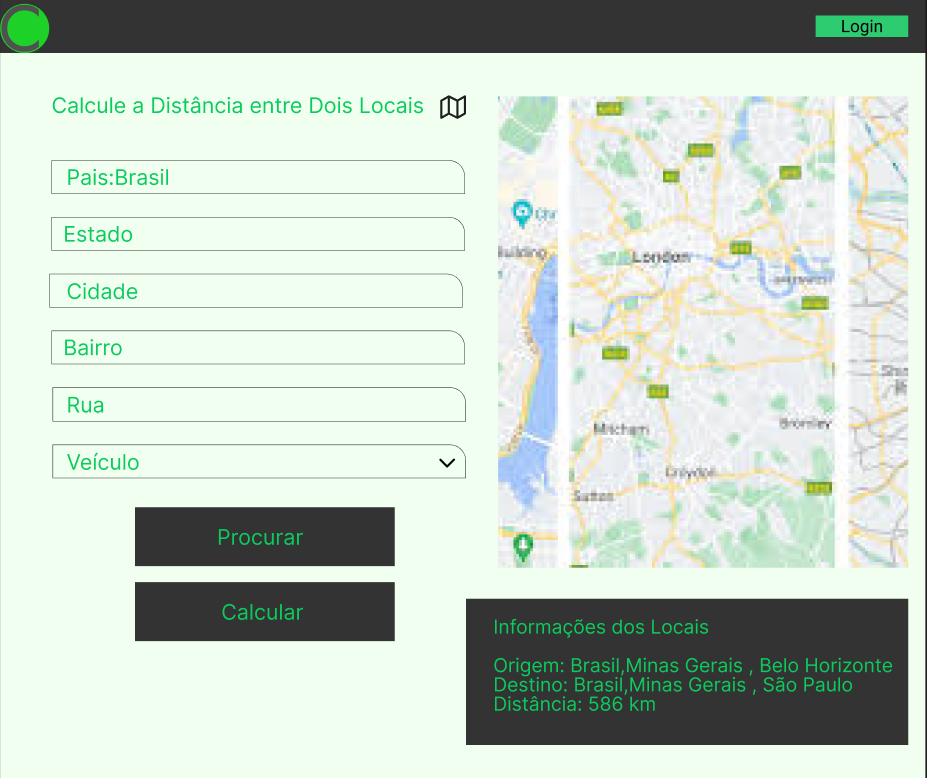 Login
Calcule a Distância entre Dois Locais
Pais:Brasil
Estado
Cidade
Bairro
Rua
Veículo
Procurar
Calcular
London
Mitcham
Bromley
Croydon
Sutton
Informações dos Locais
Origem: Brasil,Minas Gerais , Belo Horizonte
Destino: Brasil,Minas Gerais , São Paulo
Distância: 586 km